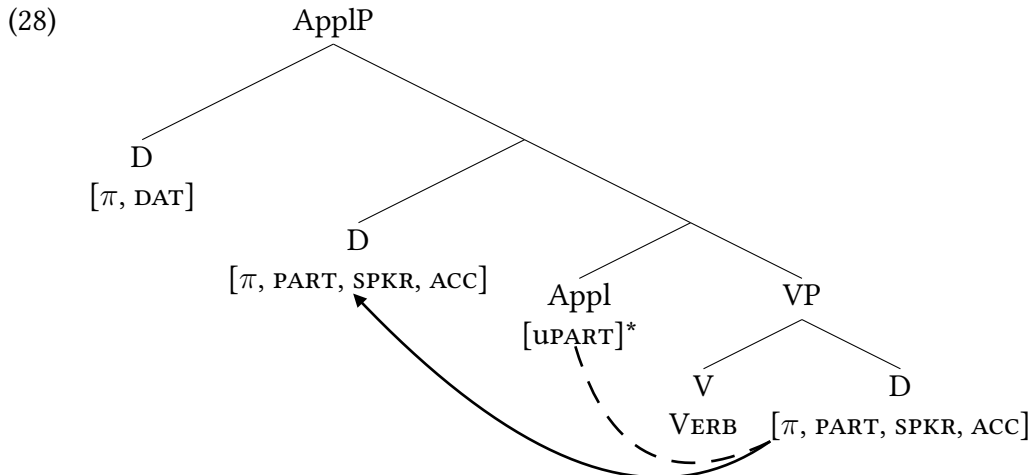 (28) ApplP
D
[π, DAT]
D
[π, PART, SPKR, ACC]
Appl VP
[uPART]*
V D
VERB [π, PART, SPKR, ACC]